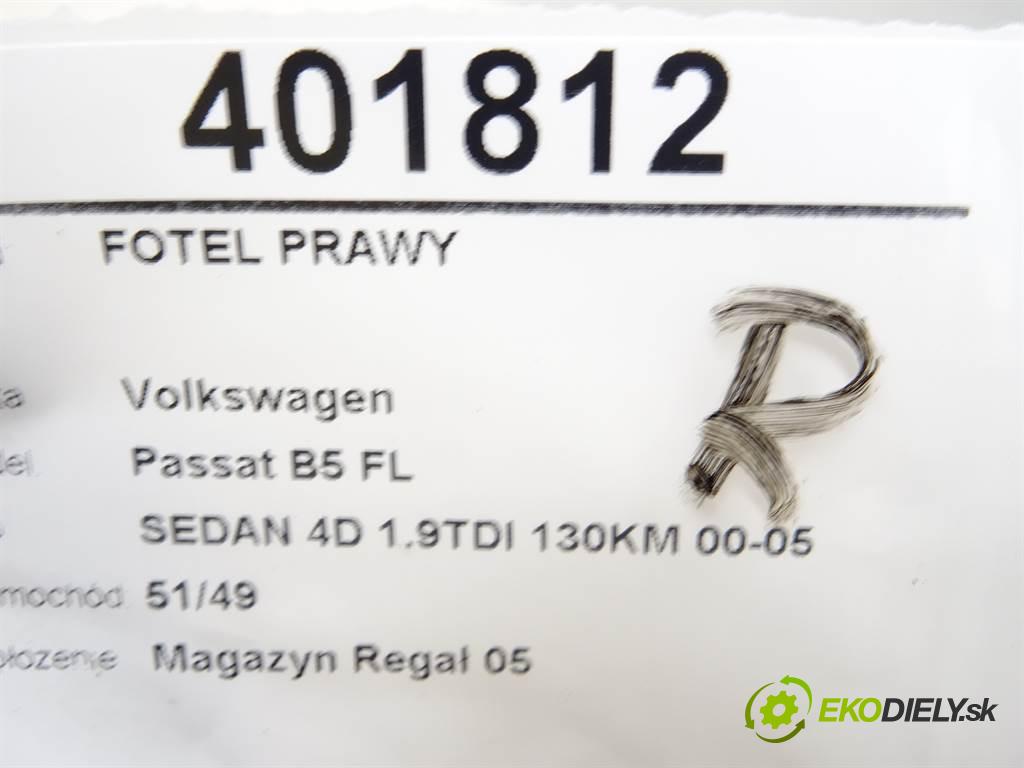 401812
FOTEL PRAWY
R
Volkswagen
Passat B5 FL
SEDAN 4D 1.9TDI 130KM 00-05
mochód 51/49
Magazyn Regał 05
EKODIELY.sk